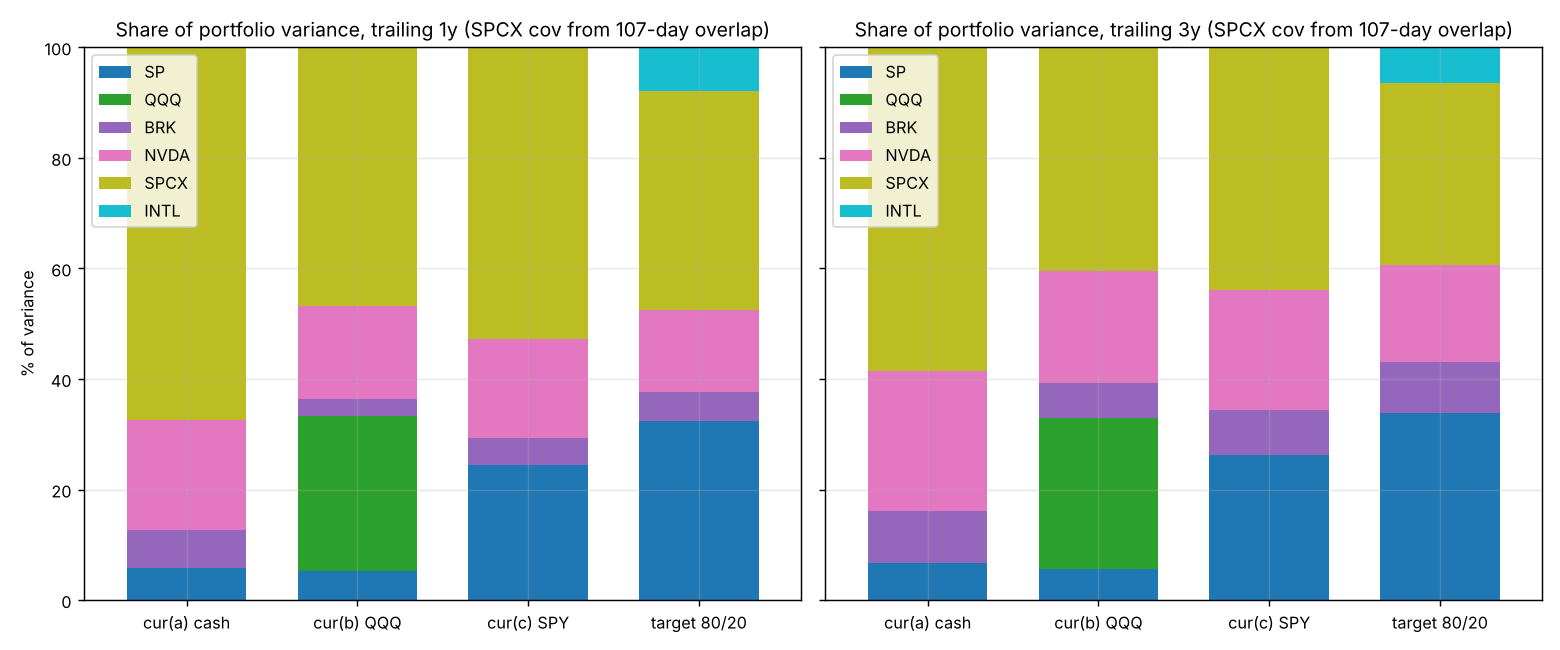 Share of portfolio variance, trailing 1y (SPCX cov from 107-day overlap)
100
80
60
40
20
0
% of variance
SP
QQQ
BRK
NVDA
SPCX
INTL
cur(a) cash
cur(b) QQQ
cur(c) SPY
target 80/20
Share of portfolio variance, trailing 3y (SPCX cov from 107-day overlap)
SP
QQQ
BRK
NVDA
SPCX
INTL
cur(a) cash
cur(b) QQQ
cur(c) SPY
target 80/20